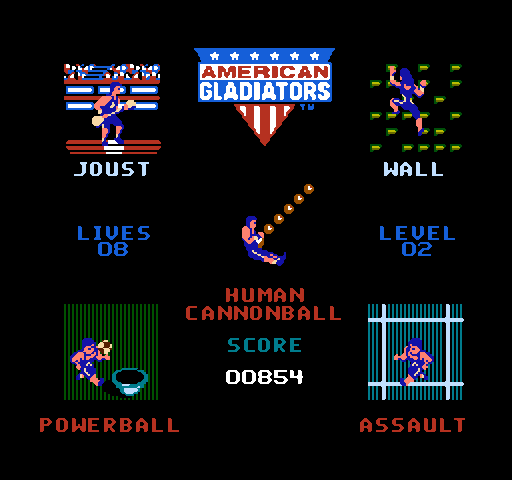 AMERICAN
GLADIATORS
TM
JOUST
WALL
LIVES
08
LEVEL
02
HUMAN
CANNONBALL
SCORE
00854
POWERBALL
ASSAULT